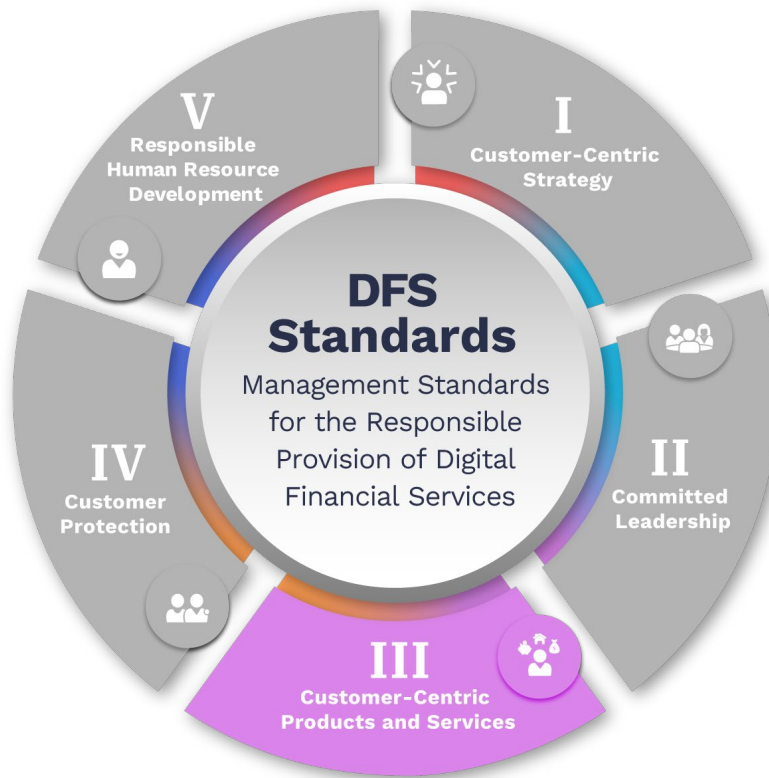 DFS
Standards
Management Standards
for the Responsible
Provision of Digital
Financial Services
I
Customer-Centric
Strategy
II
Committed
Leadership
III
Customer-Centric
Products and Services
IV
Customer
Protection
V
Responsible
Human Resource
Development